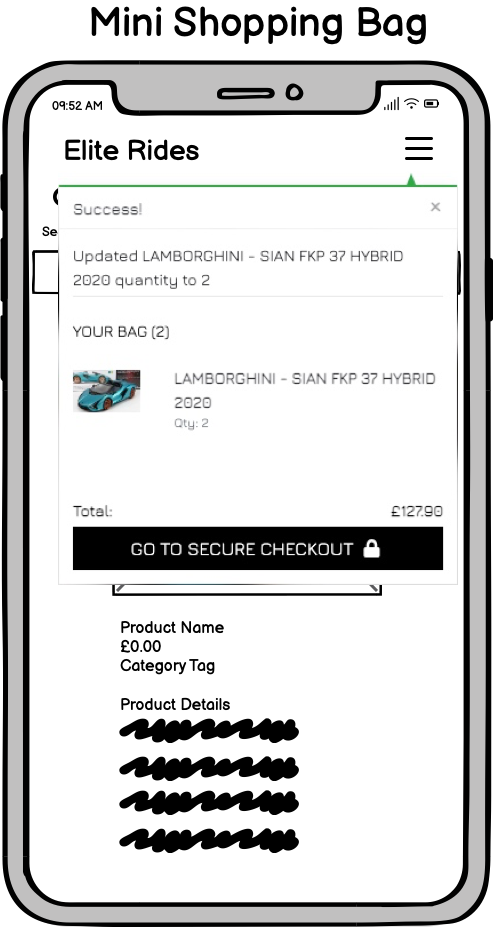 Mini Shopping Bag
09:52 AM
Elite Rides
Success! ×
Updated LAMBORGHINI - SIAN FKP 37 HYBRID
2020 quantity to 2
YOUR BAG (2)
LAMBORGHINI - SIAN FKP 37 HYBRID
2020
Qty: 2
Total: £127.90
GO TO SECURE CHECKOUT
Product Name
£0.00
Category Tag
Product Details